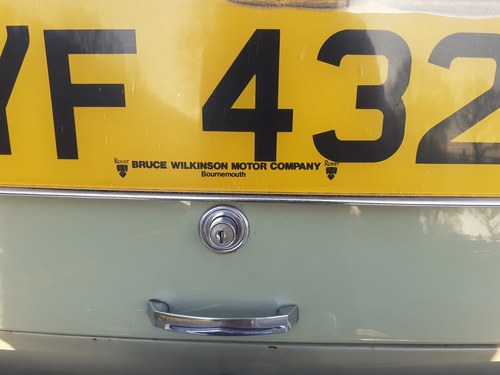 YF 432
Rover BRUCE WILKINSON MOTOR COMPANY Rover
Bournemouth